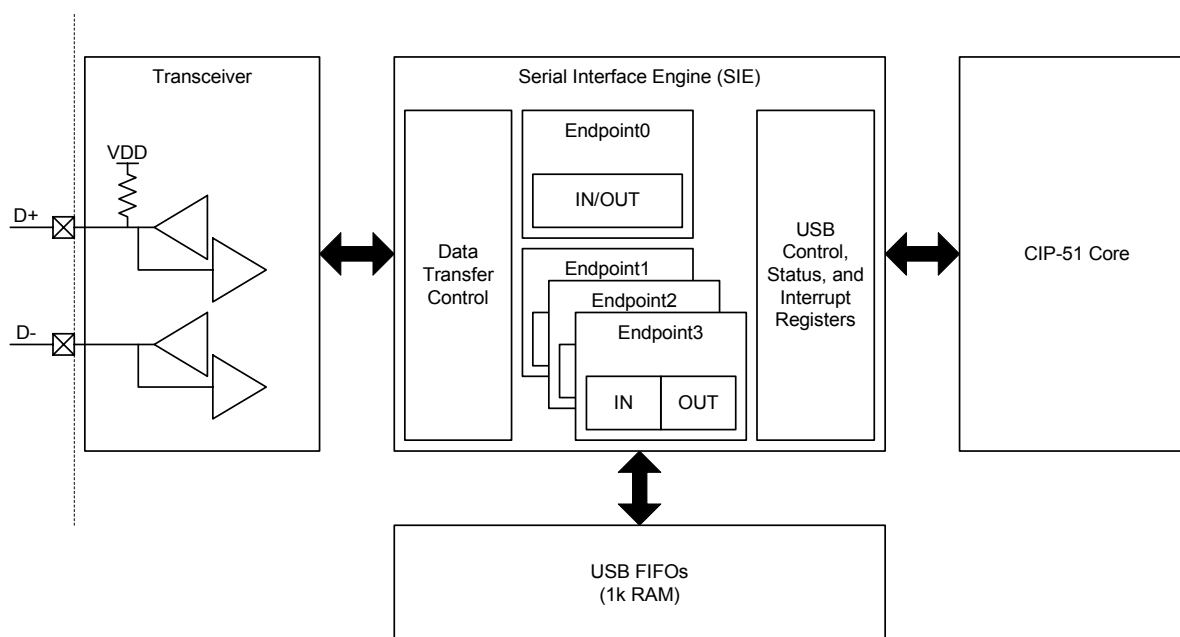 Transceiver
VDD
D+
D-
Serial Interface Engine (SIE)
Data
Transfer
Control
Endpoint0
IN/OUT
Endpoint1
Endpoint2
Endpoint3
IN
OUT
USB
Control,
Status, and
Interrupt
Registers
CIP-51 Core
USB FIFOs
(1k RAM)